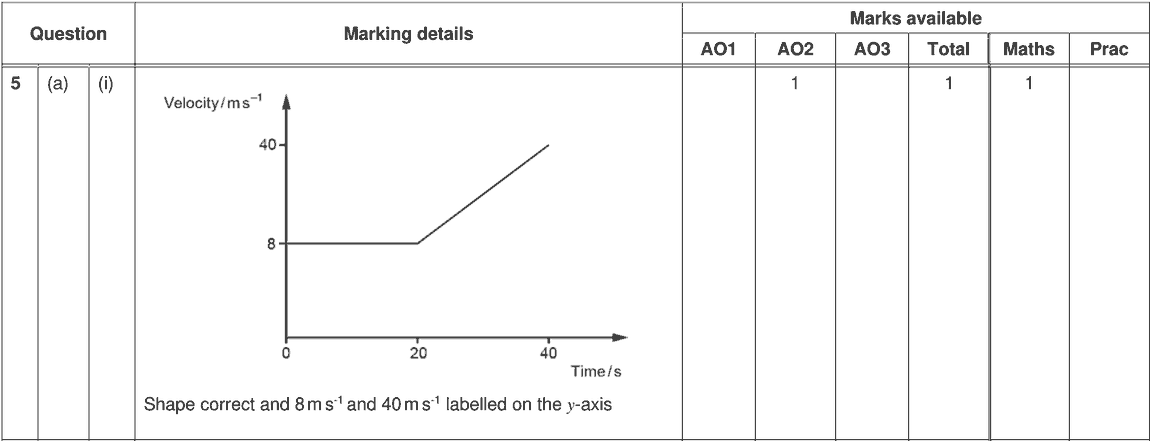 Question Marking details Marks available
AO1 AO2 AO3 Total Maths Prac
5 (a) (i) 1 1 1
Velocity/m s⁻¹
40
8
0 20 40
Time/s
Shape correct and 8 m s⁻¹ and 40 m s⁻¹ labelled on the y-axis